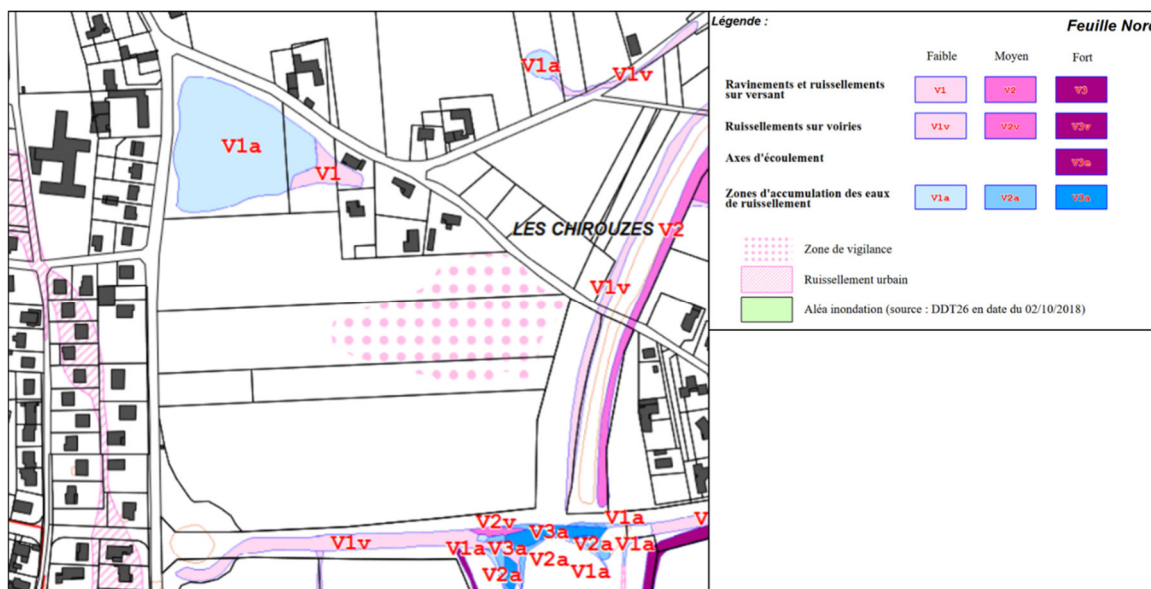 V1a
V1v
V1a
V1
LES CHIROUZES
V2
V1v
V2v
V3a
V1a
V
V1v
V1a
V3a
V2a
V1a
V2a
V2a
V1a
Légende :
Feuille Nord
Faible
Moyen
Fort
Ravinements et ruissellements
sur versant
V1
V2
V3
Ruissellements sur voiries
V1v
V2v
V3v
Axes d'écoulement
V3e
Zones d'accumulation des eaux
de ruissellement
V1a
V2a
V3a
Zone de vigilance
Ruissellement urbain
Aléa inondation (source : DDT26 en date du 02/10/2018)